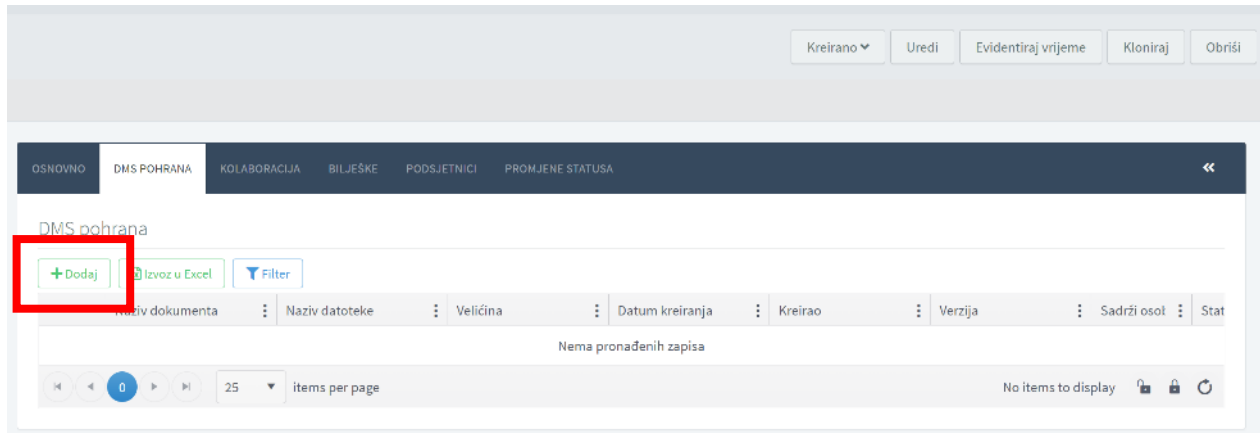 Kreirano Uredi Evidentiraj vrijeme Kloniraj Obriši
OSNOVNO DMS POHRANA KOLABORACIJA BILJEŠKE PODSJETNICI PROMJENE STATUSA
DMS pohrana
Dodaj Izvoz u Excel Filter
Naziv dokumenta Naziv datoteke Veličina Datum kreiranja Kreirao Verzija Sadrži Stat
Nema pronađenih zapisa
0 25 items per page No items to display